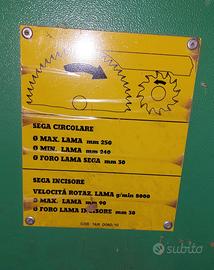 SEGA CIRCOLARE
Ø MAX. LAMA mm 250
Ø MIN. LAMA mm 240
Ø FORO LAMA SEGA mm 30
SEGA INCISORE
VELOCITÁ ROTAZ. LAMA g/min 8000
Ø MAX LAMA mm 90
Ø FORO LAMA INCISORE mm 30
subito